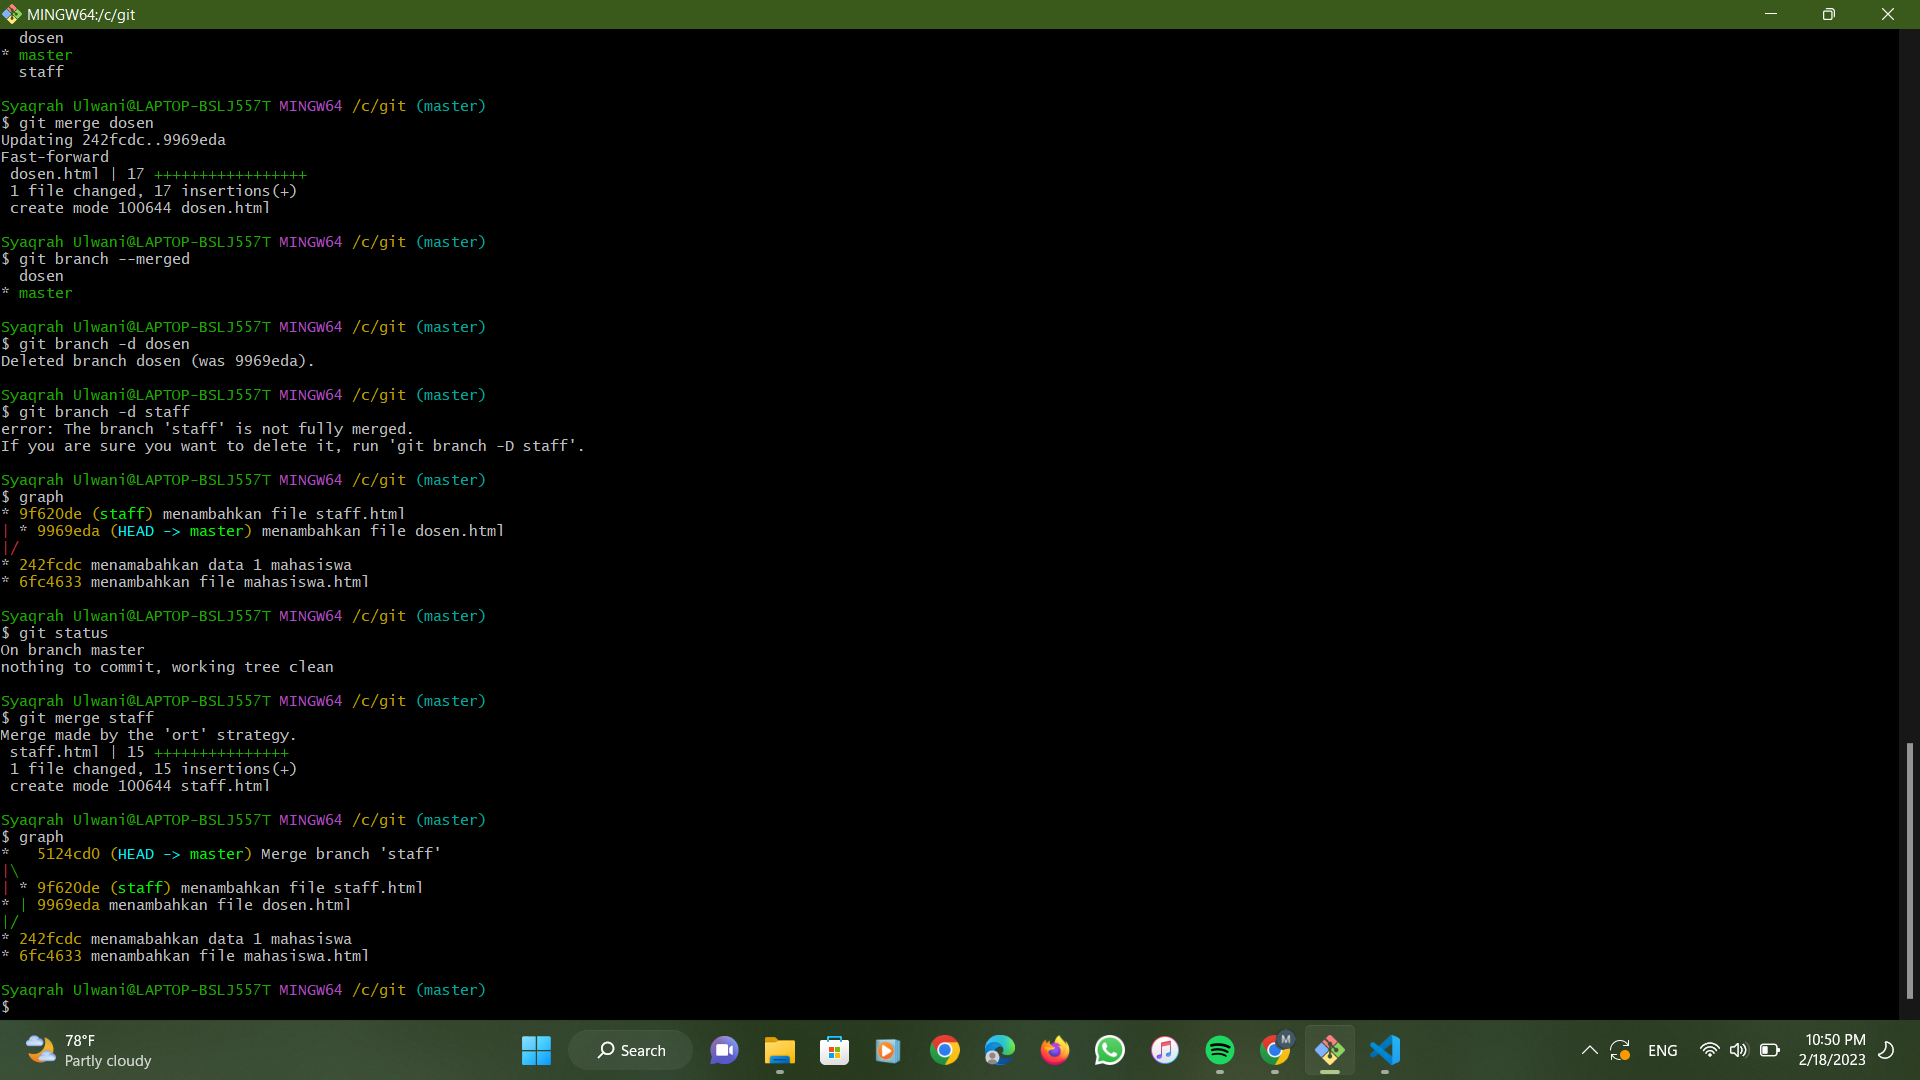 MINGW64:/c/git
  dosen
* master
  staff

Syaqrah Ulwani@LAPTOP-BSLJ557T MINGW64 /c/git (master)
$ git merge dosen
Updating 242fcdc..9969eda
Fast-forward
 dosen.html | 17 +++++++++++++++++
 1 file changed, 17 insertions(+)
 create mode 100644 dosen.html

Syaqrah Ulwani@LAPTOP-BSLJ557T MINGW64 /c/git (master)
$ git branch --merged
  dosen
* master

Syaqrah Ulwani@LAPTOP-BSLJ557T MINGW64 /c/git (master)
$ git branch -d dosen
Deleted branch dosen (was 9969eda).

Syaqrah Ulwani@LAPTOP-BSLJ557T MINGW64 /c/git (master)
$ git branch -d staff
error: The branch 'staff' is not fully merged.
If you are sure you want to delete it, run 'git branch -D staff'.

Syaqrah Ulwani@LAPTOP-BSLJ557T MINGW64 /c/git (master)
$ graph
* 9f620de (staff) menambahkan file staff.html
| * 9969eda (HEAD -> master) menambahkan file dosen.html
|/
* 242fcdc menamabahkan data 1 mahasiswa
* 6fc4633 menambahkan file mahasiswa.html

Syaqrah Ulwani@LAPTOP-BSLJ557T MINGW64 /c/git (master)
$ git status
On branch master
nothing to commit, working tree clean

Syaqrah Ulwani@LAPTOP-BSLJ557T MINGW64 /c/git (master)
$ git merge staff
Merge made by the 'ort' strategy.
 staff.html | 15 +++++++++++++++
 1 file changed, 15 insertions(+)
 create mode 100644 staff.html

Syaqrah Ulwani@LAPTOP-BSLJ557T MINGW64 /c/git (master)
$ graph
*   5124cd0 (HEAD -> master) Merge branch 'staff'
|\
| * 9f620de (staff) menambahkan file staff.html
* | 9969eda menambahkan file dosen.html
|/
* 242fcdc menamabahkan data 1 mahasiswa
* 6fc4633 menambahkan file mahasiswa.html

Syaqrah Ulwani@LAPTOP-BSLJ557T MINGW64 /c/git (master)
$
78°F
Partly cloudy
Search
M
ENG
10:50 PM
2/18/2023